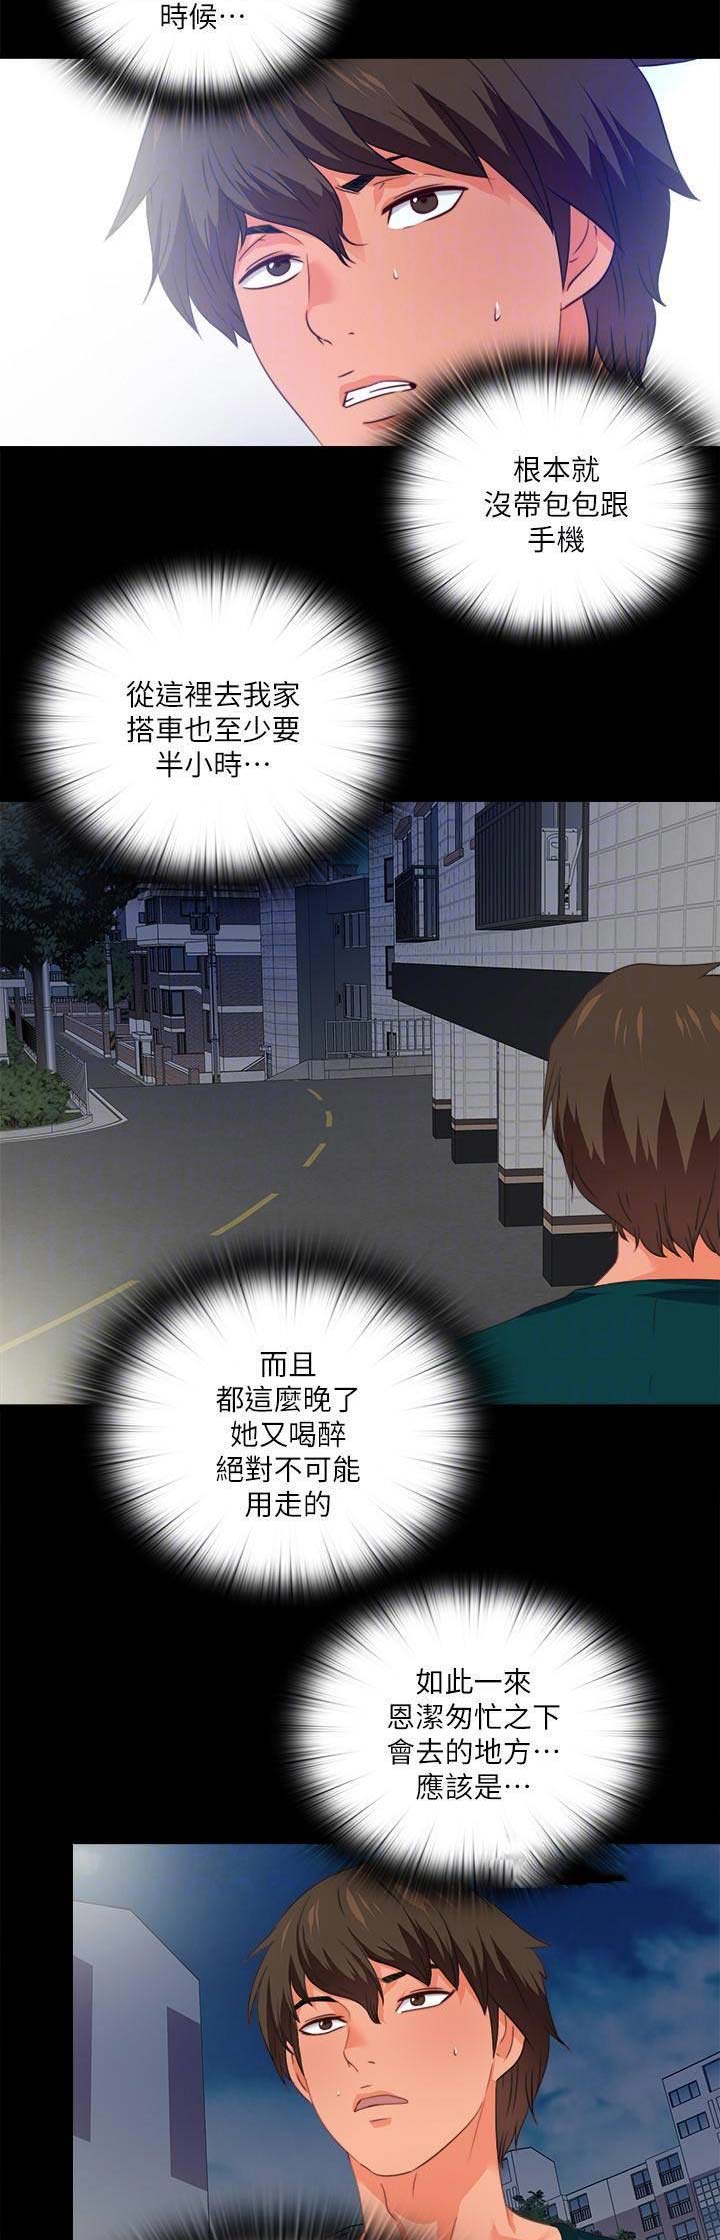 時候⋯
根本就
沒帶包包跟
手機
從這裡去我家
搭車也至少要
半小時⋯
而且
都這麼晚了
她又喝醉
絕對不可能
用走的
如此一來
恩潔匆忙之下
會去的地方⋯
應該是⋯